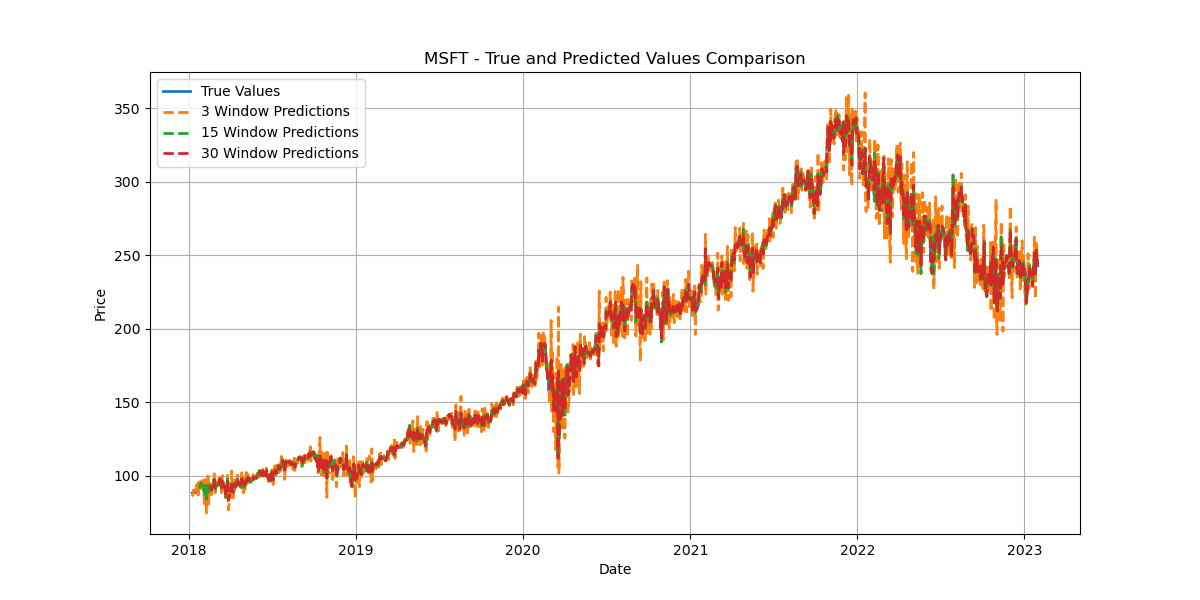 MSFT - True and Predicted Values Comparison
True Values
3 Window Predictions
15 Window Predictions
30 Window Predictions
Price
350
300
250
200
150
100
2018 2019 2020 2021 2022 2023
Date